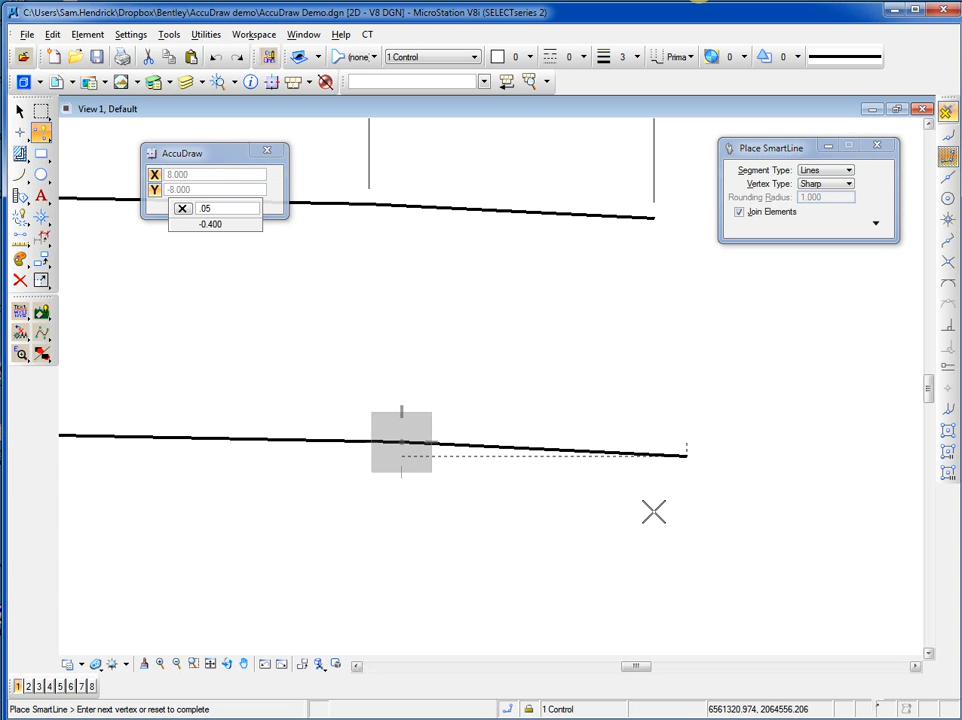 C:\Users\Sam.Hendrick\Dropbox\Bentley\AccuDraw demo\AccuDraw Demo.dgn [2D - V8 DGN] - MicroStation V8i (SELECTseries 2)
File Edit Element Settings Tools Utilities Workspace Window Help CT
(none) 1 Control 0 0 3 Prima 0 0
View 1, Default
AccuDraw
X 8.000
Y -8.000
.05
-0.400
Place SmartLine
Segment Type: Lines
Vertex Type: Sharp
Rounding Radius: 1.000
Join Elements
1 2 3 4 5 6 7 8
Place SmartLine > Enter next vertex or reset to complete
1 Control
6561320.974, 2064556.206